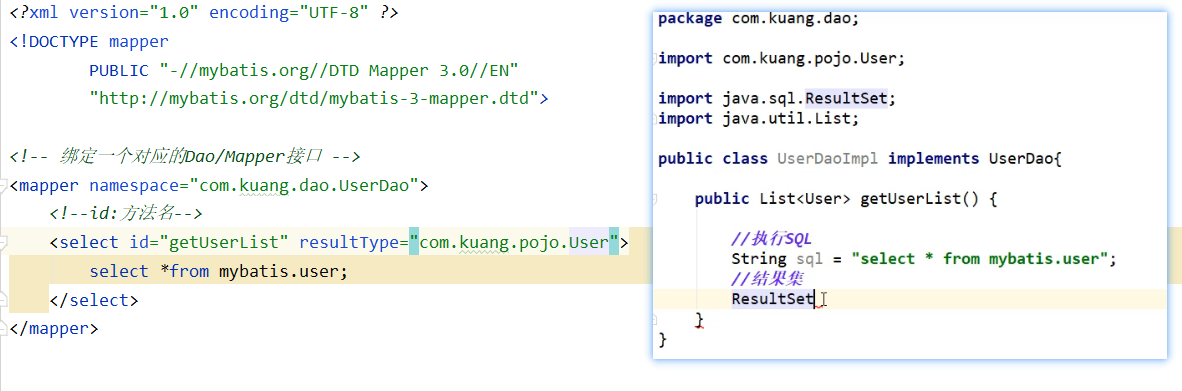 <?xml version="1.0" encoding="UTF-8" ?>
<!DOCTYPE mapper
PUBLIC "-//mybatis.org//DTD Mapper 3.0//EN"
"http://mybatis.org/dtd/mybatis-3-mapper.dtd">
<!-- 绑定一个对应的Dao/Mapper接口 -->
<mapper namespace="com.kuang.dao.UserDao">
<!--id:方法名-->
<select id="getUserList" resultType="com.kuang.pojo.User">
select *from mybatis.user;
</select>
</mapper>
package com.kuang.dao;
import com.kuang.pojo.User;
import java.sql.ResultSet;
import java.util.List;
public class UserDaoImpl implements UserDao{
public List<User> getUserList() {
//执行SQL
String sql = "select * from mybatis.user";
//结果集
ResultSet
}
}